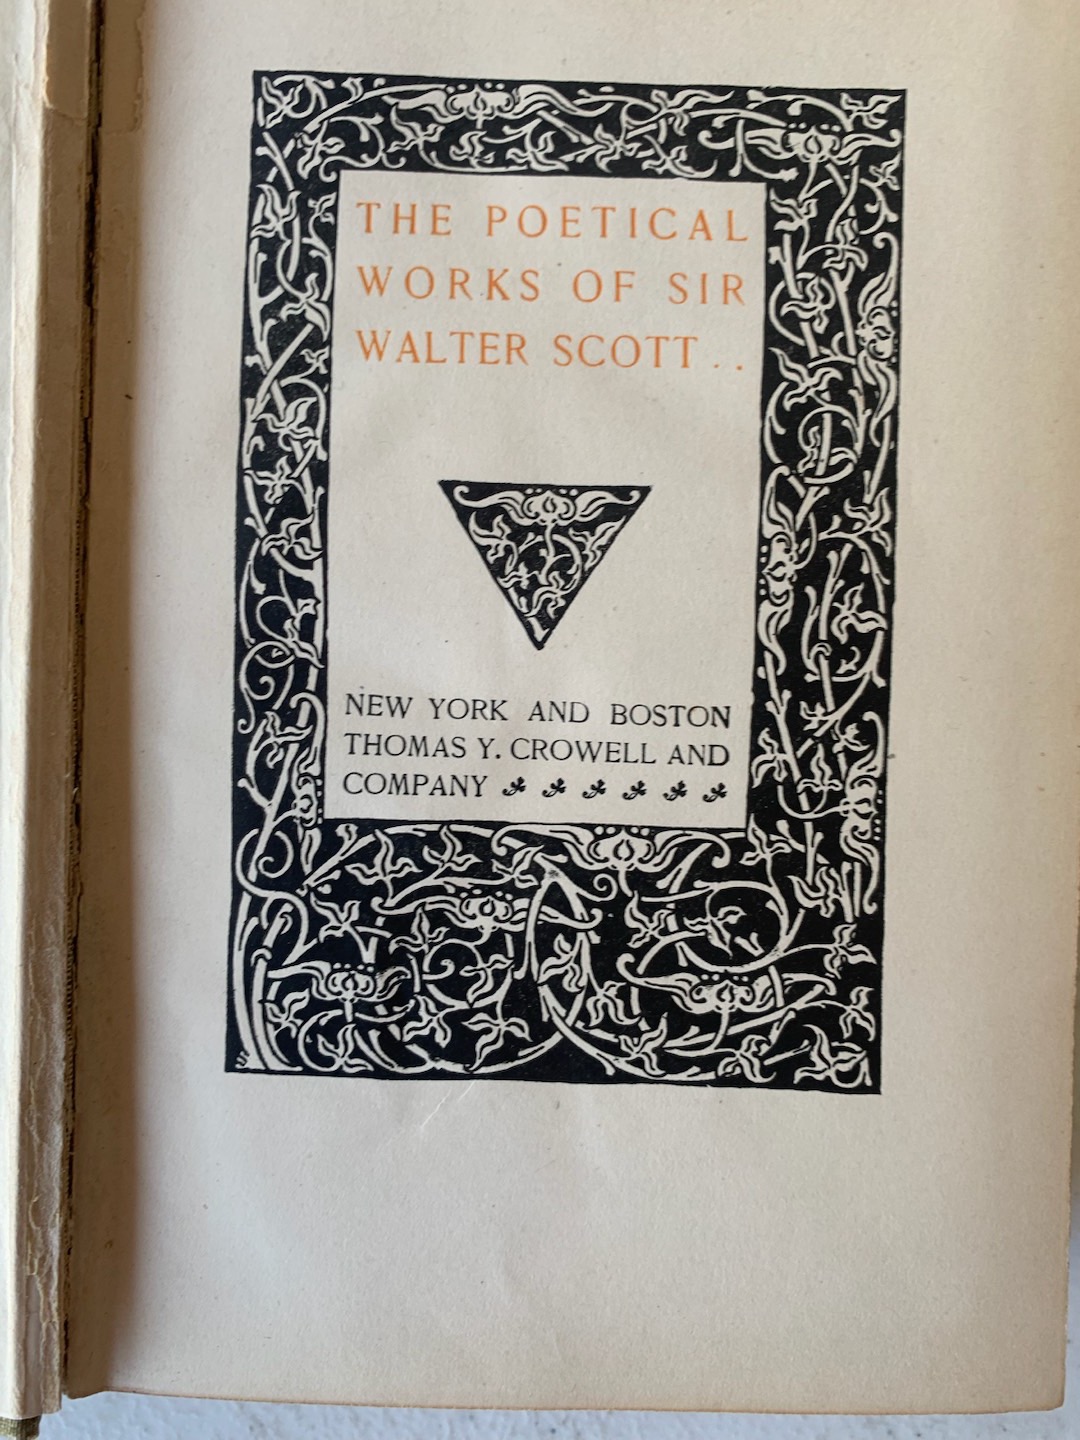 THE POETICAL
WORKS OF SIR
WALTER SCOTT . .
NEW YORK AND BOSTON
THOMAS Y. CROWELL AND
COMPANY